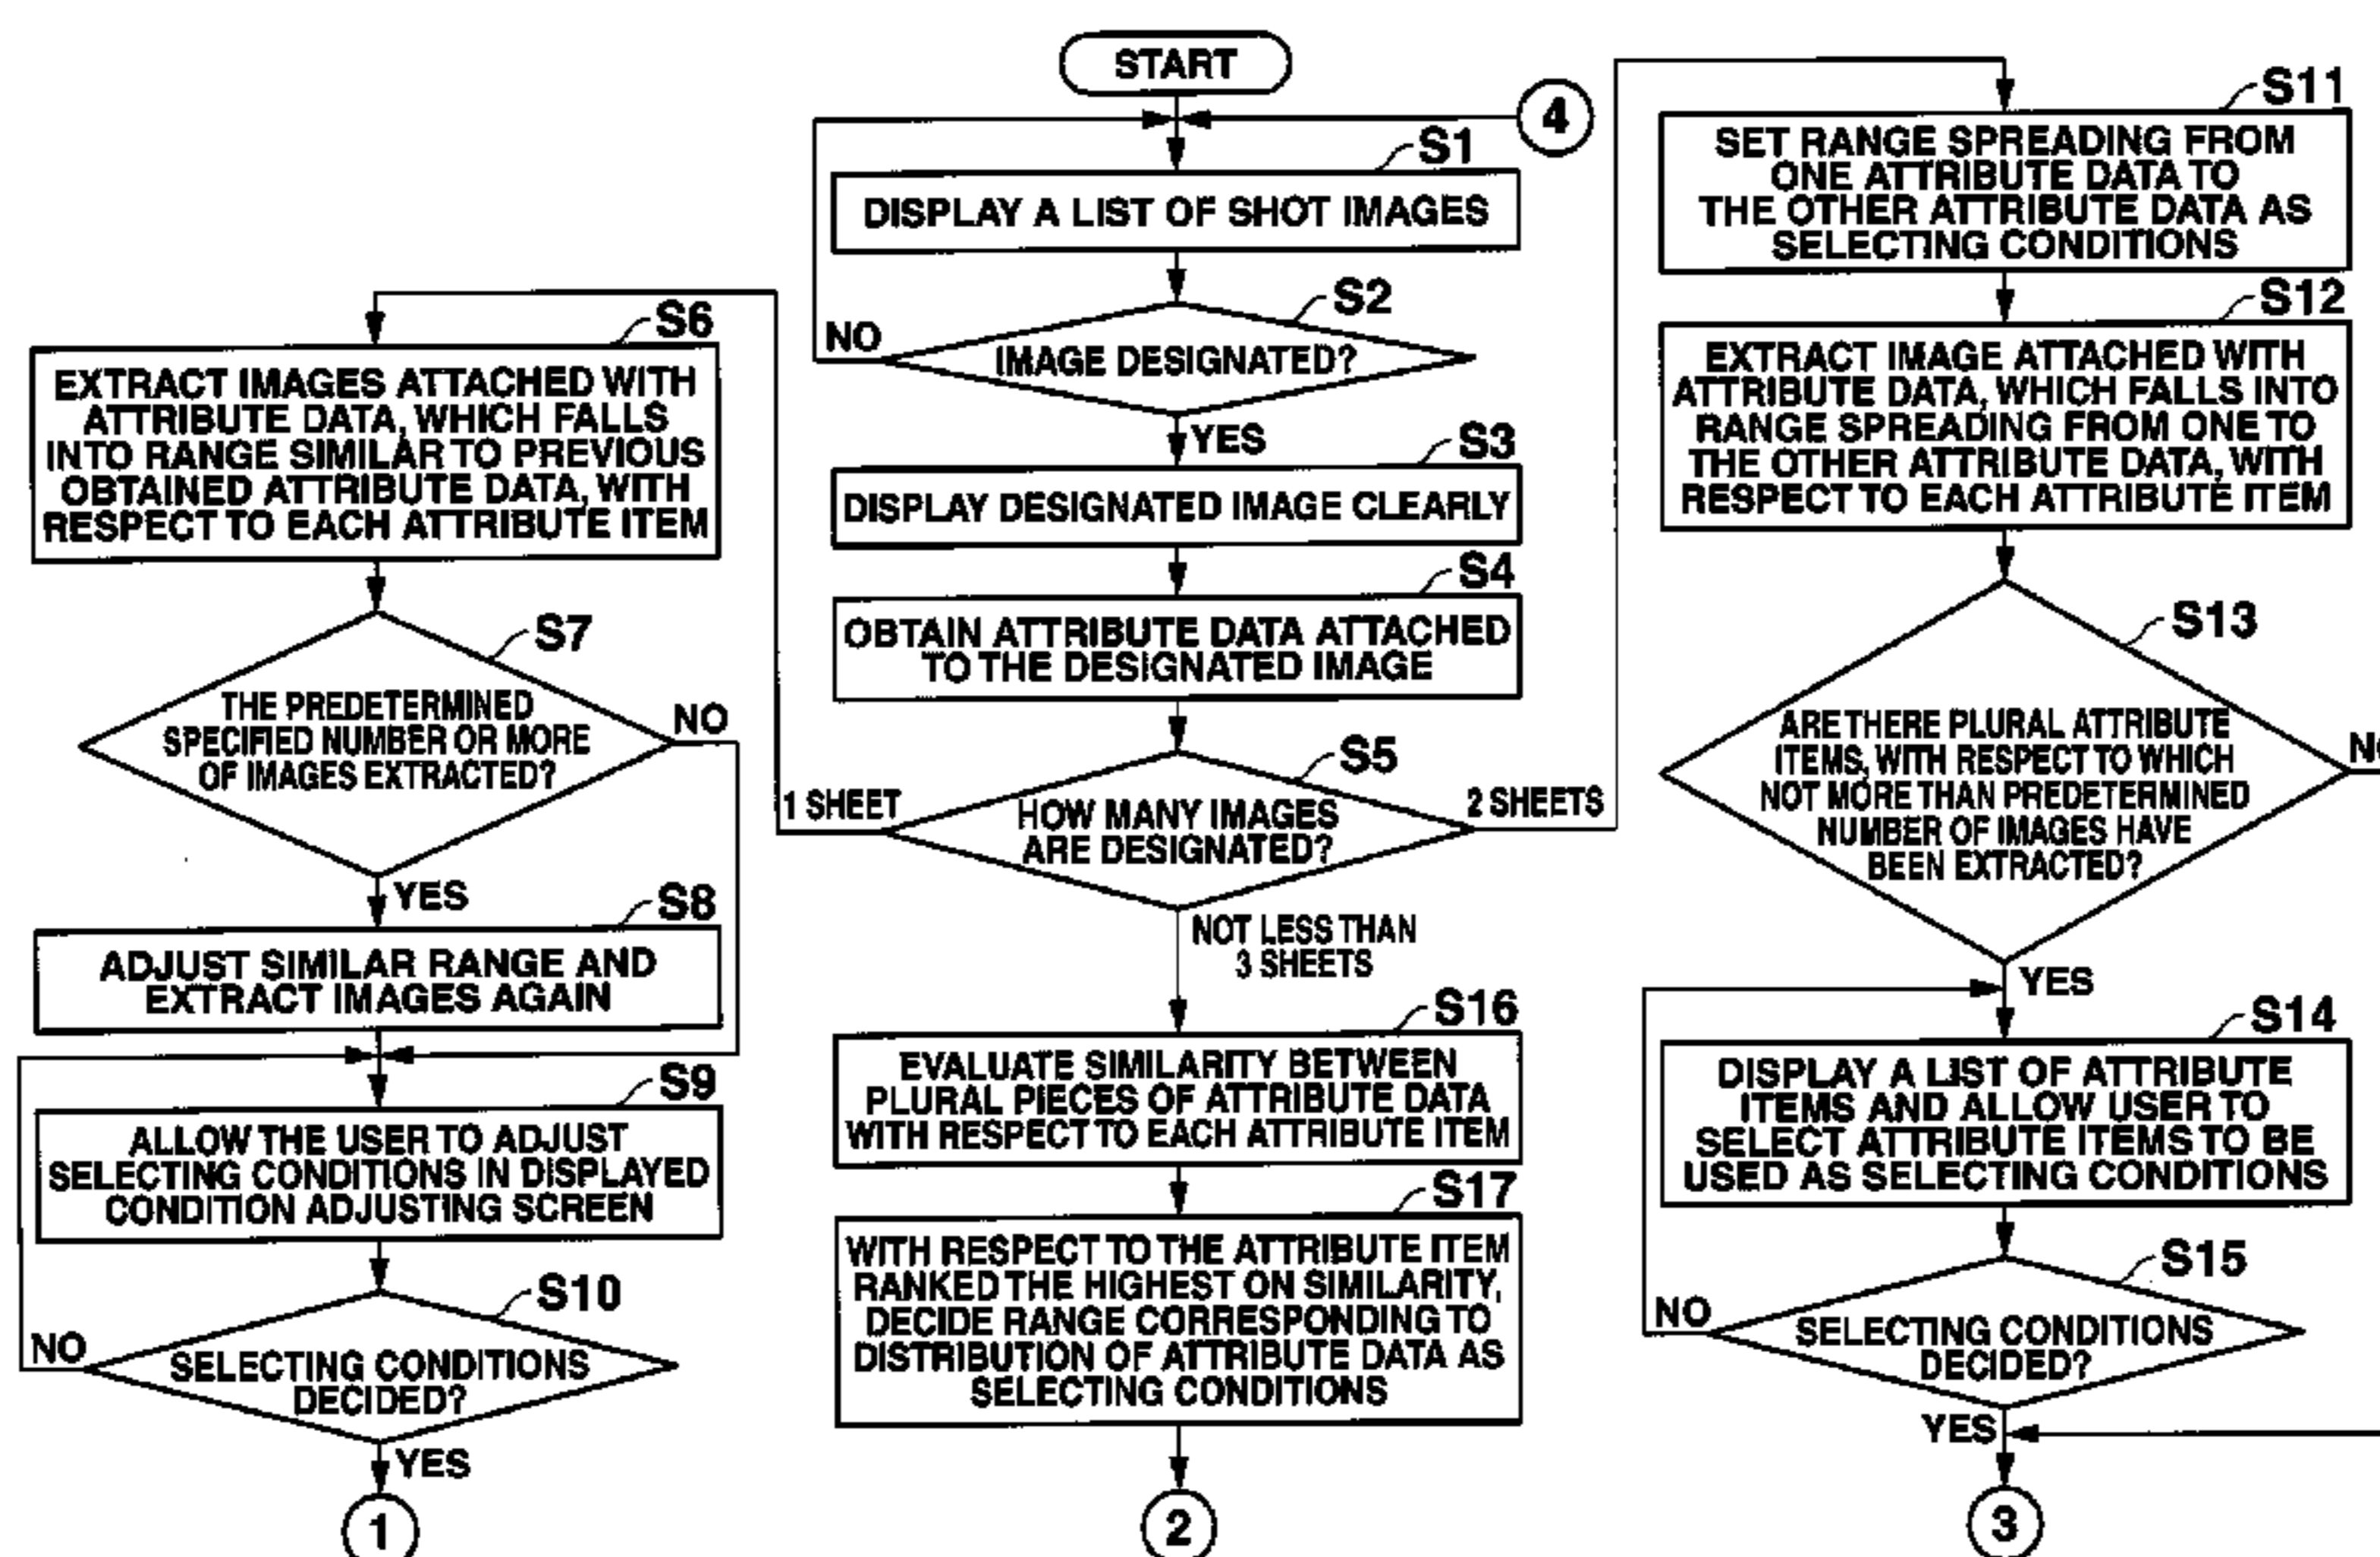 START
4
S1
DISPLAY A LIST OF SHOT IMAGES
S2
NO
IMAGE DESIGNATED?
YES
S3
DISPLAY DESIGNATED IMAGE CLEARLY
S4
OBTAIN ATTRIBUTE DATA ATTACHED
TO THE DESIGNATED IMAGE
S5
1 SHEET
HOW MANY IMAGES
ARE DESIGNATED?
2 SHEETS
NOT LESS THAN
3 SHEETS
S6
EXTRACT IMAGES ATTACHED WITH
ATTRIBUTE DATA, WHICH FALLS
INTO RANGE SIMILAR TO PREVIOUS
OBTAINED ATTRIBUTE DATA, WITH
RESPECT TO EACH ATTRIBUTE ITEM
S7
THE PREDETERMINED
SPECIFIED NUMBER OR MORE
OF IMAGES EXTRACTED?
NO
YES
S8
ADJUST SIMILAR RANGE AND
EXTRACT IMAGES AGAIN
S9
ALLOW THE USER TO ADJUST
SELECTING CONDITIONS IN DISPLAYED
CONDITION ADJUSTING SCREEN
S10
NO
SELECTING CONDITIONS
DECIDED?
YES
1
S16
EVALUATE SIMILARITY BETWEEN
PLURAL PIECES OF ATTRIBUTE DATA
WITH RESPECT TO EACH ATTRIBUTE ITEM
S17
WITH RESPECT TO THE ATTRIBUTE ITEM
RANKED THE HIGHEST ON SIMILARITY,
DECIDE RANGE CORRESPONDING TO
DISTRIBUTION OF ATTRIBUTE DATA AS
SELECTING CONDITIONS
2
S11
SET RANGE SPREADING FROM
ONE ATTRIBUTE DATA TO
THE OTHER ATTRIBUTE DATA AS
SELECTING CONDITIONS
S12
EXTRACT IMAGE ATTACHED WITH
ATTRIBUTE DATA, WHICH FALLS INTO
RANGE SPREADING FROM ONE TO
THE OTHER ATTRIBUTE DATA, WITH
RESPECT TO EACH ATTRIBUTE ITEM
S13
ARE THERE PLURAL ATTRIBUTE
ITEMS, WITH RESPECT TO WHICH
NOT MORE THAN PREDETERMINED
NUMBER OF IMAGES HAVE
BEEN EXTRACTED?
NO
YES
S14
DISPLAY A LIST OF ATTRIBUTE
ITEMS AND ALLOW USER TO
SELECT ATTRIBUTE ITEMS TO BE
USED AS SELECTING CONDITIONS
S15
NO
SELECTING CONDITIONS
DECIDED?
YES
3